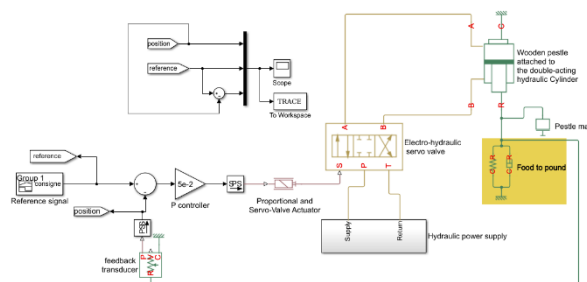 position
reference
Scope
TRACE
To Workspace
A
C
Wooden pestle
attached to
the double-acting
hydraulic Cylinder
B
R
Pestle ma
A
B
Electro-hydraulic
servo valve
S
P
T
Food to pound
R
R
C
C
reference
Group 1
consigne
Reference signal
5e-2
P controller
SPS
Proportional and
Servo-Valve Actuator
position
PSS
Supply
Return
Hydraulic power supply
feedback
transducer
P
V
C
R